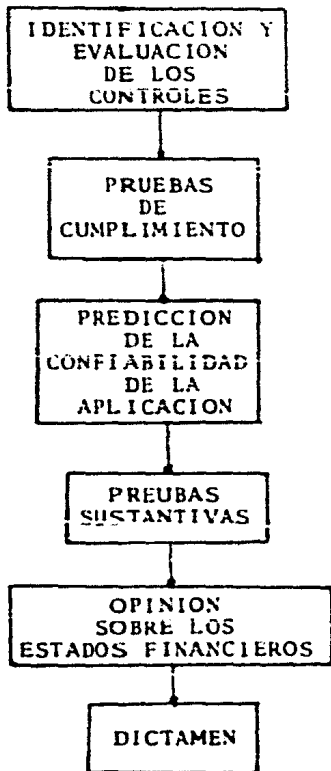 IDENTIFICACION Y
EVALUACION
DE LOS
CONTROLES
PRUEBAS
DE
CUMPLIMIENTO
PREDICCION
DE LA
CONFIABILIDAD
DE LA
APLICACION
PREUBAS
SUSTANTIVAS
OPINION
SOBRE LOS
ESTADOS FINANCIEROS
DICTAMEN